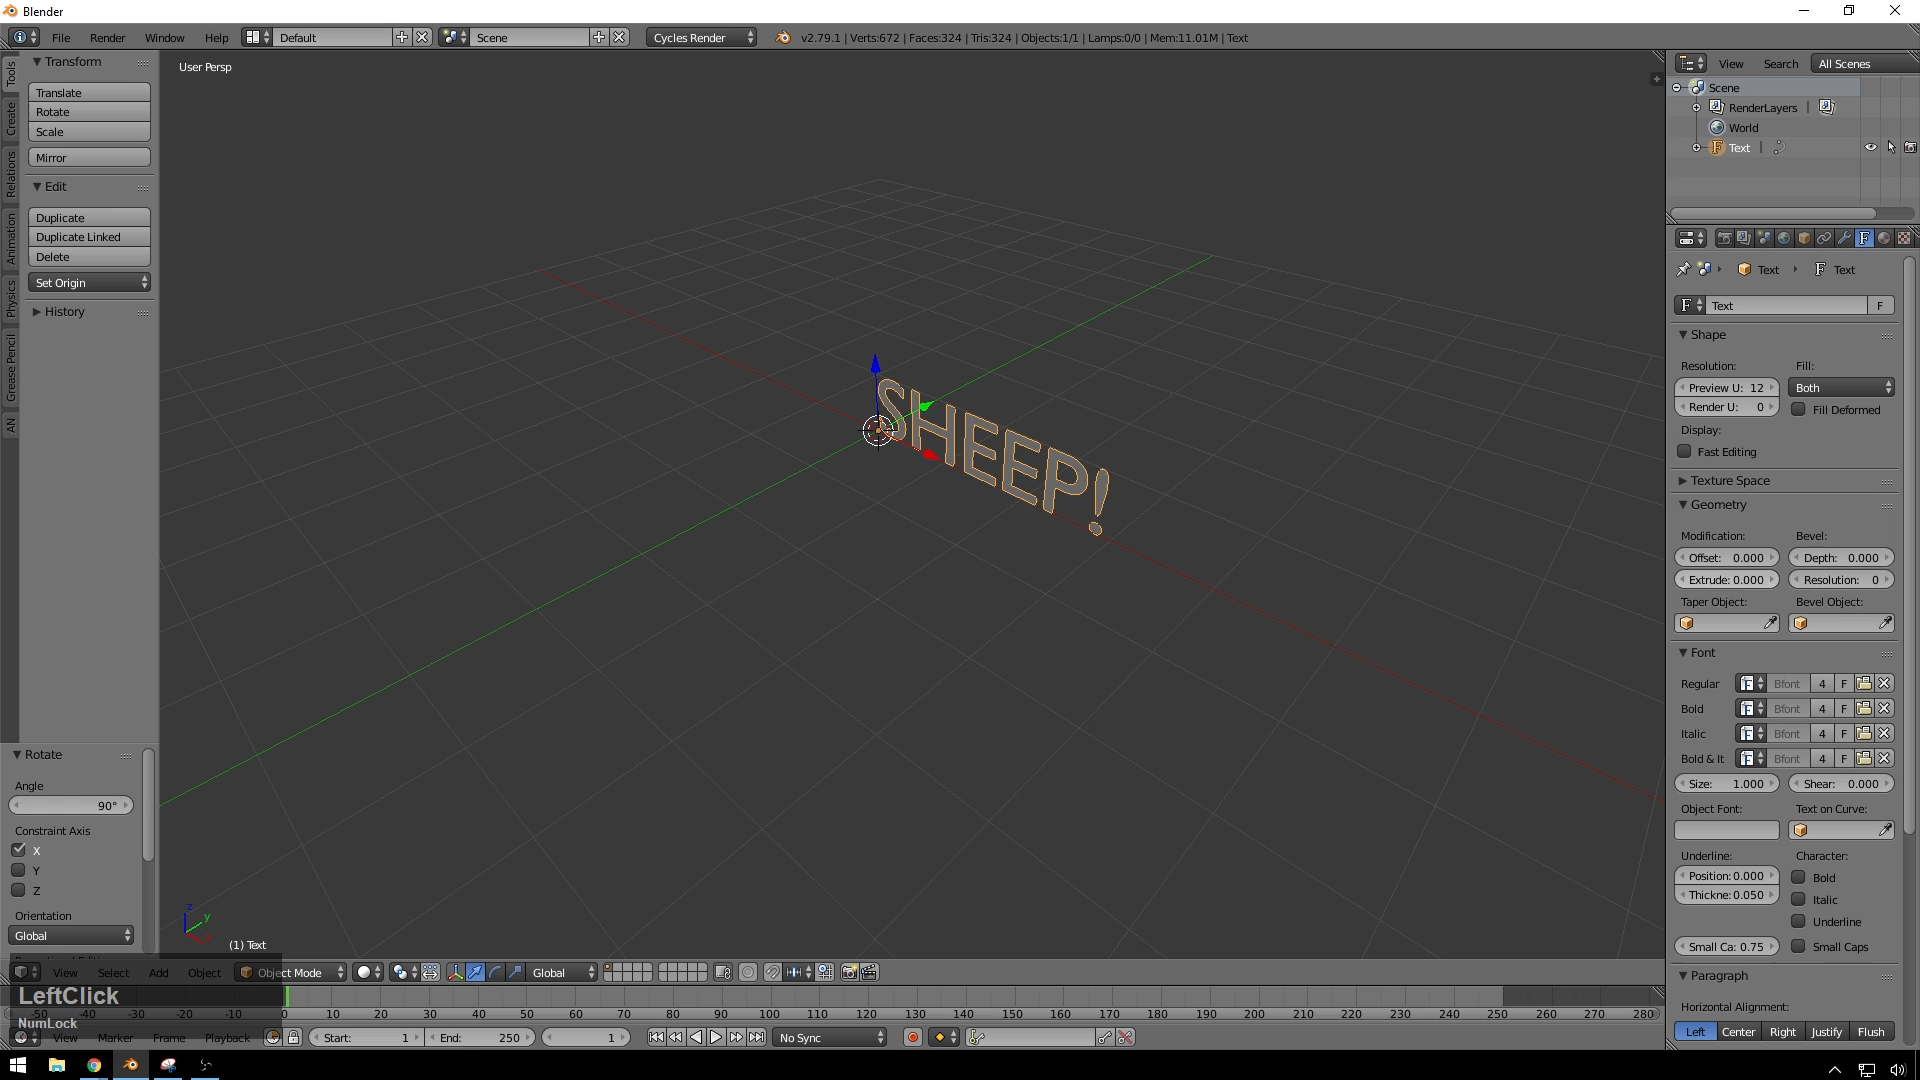 Blender
File Render Window Help Default Scene Cycles Render v2.79.1 | Verts:672 | Faces:324 | Tris:324 | Objects:1/1 | Lamps:0/0 | Mem:11.01M | Text
Tools
Create
Relations
Animation
Physics
Grease Pencil
AN
Transform
Translate
Rotate
Scale
Mirror
Edit
Duplicate
Duplicate Linked
Delete
Set Origin
History
Rotate
Angle
90°
Constraint Axis
X
Y
Z
Orientation
Global
User Persp
SHEEP!
z
y
(1) Text
View Search All Scenes
Scene
RenderLayers
World
Text
Text Text
F Text F
Shape
Resolution: Fill:
Preview U: 12 Both
Render U: 0 Fill Deformed
Display:
Fast Editing
Texture Space
Geometry
Modification: Bevel:
Offset: 0.000 Depth: 0.000
Extrude: 0.000 Resolution: 0
Taper Object: Bevel Object:
Font
Regular F Bfont 4 F
Bold F Bfont 4 F
Italic F Bfont 4 F
Bold & It F Bfont 4 F
Size: 1.000 Shear: 0.000
Object Font: Text on Curve:
Underline: Character:
Position: 0.000 Bold
Thickne: 0.050 Italic
Underline
Small Ca: 0.75 Small Caps
Paragraph
Horizontal Alignment:
Left Center Right Justify Flush
View Select Add Object Object Mode Global
LeftClick
NumLock
-50 -40 -30 -20 -10 0 10 20 30 40 50 60 70 80 90 100 110 120 130 140 150 160 170 180 190 200 210 220 230 240 250 260 270 280
View Marker Frame Playback Start: 1 End: 250 1 No Sync